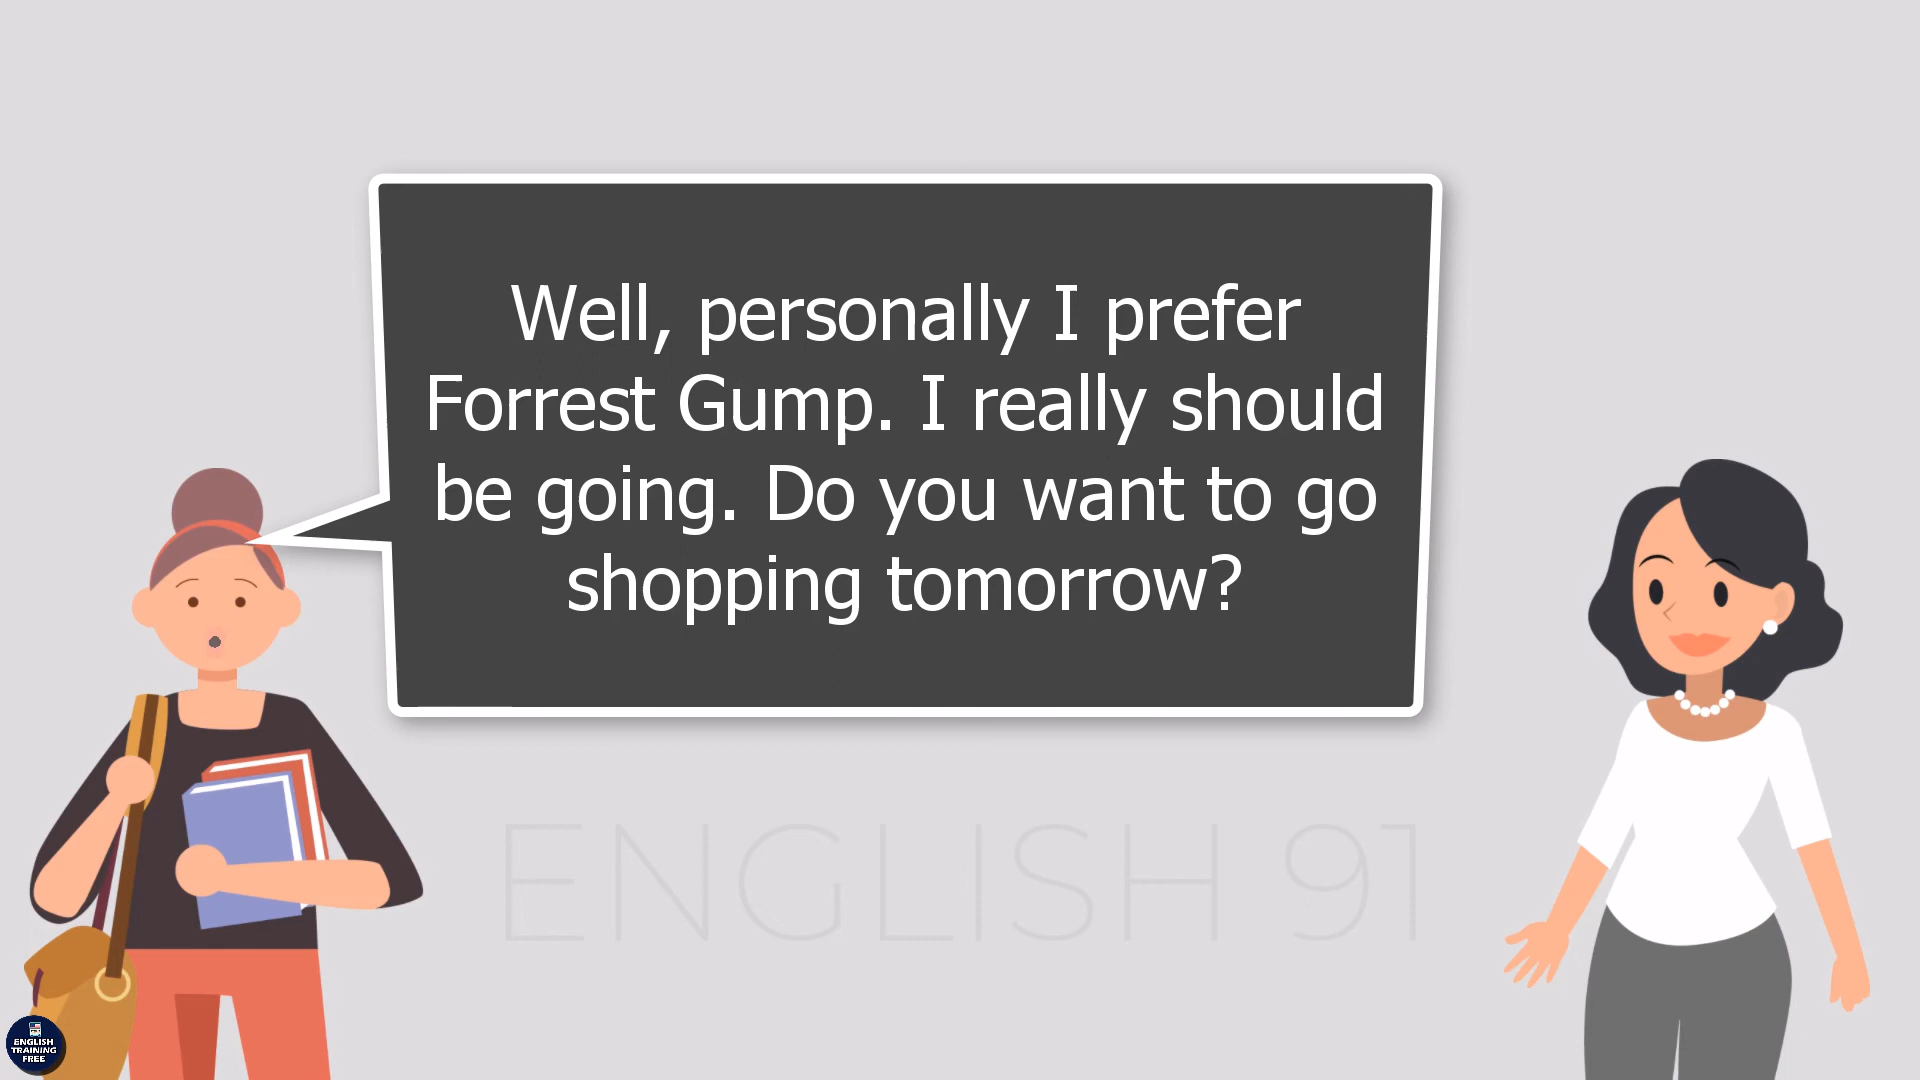 Well, personally I prefer
Forrest Gump. I really should
be going. Do you want to go
shopping tomorrow?
ENGLISH 91
ENGLISH
TRAINING
FREE